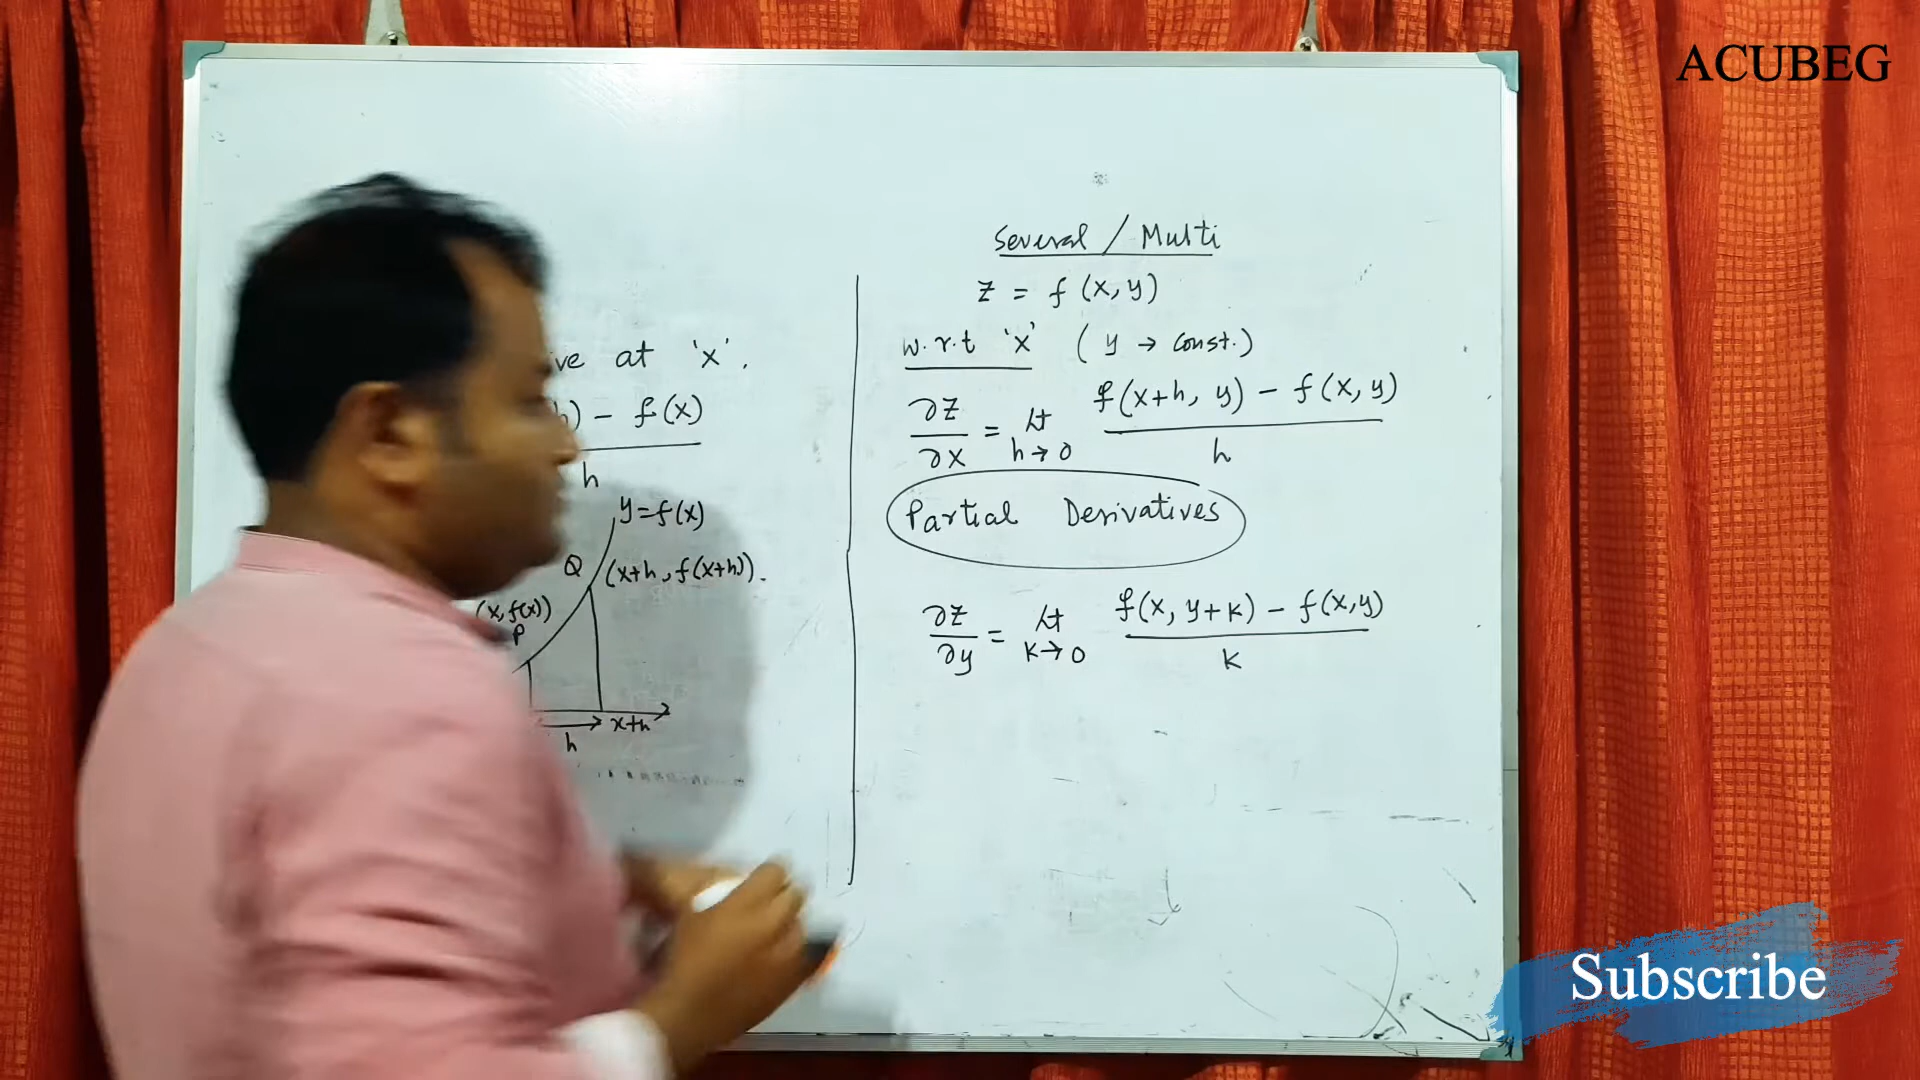 ACUBEG
ve at 'x'.
h) - f(x)
h
y=f(x)
Q (x+h, f(x+h)).
(x, f(x))
P
x+h
h
Several / Multi
z = f(x,y)
w.r.t 'x' (y → const.)
∂z/∂x = lt h→0 f(x+h, y) - f(x,y) / h
Partial Derivatives
∂z/∂y = lt k→0 f(x, y+k) - f(x,y) / k
Subscribe